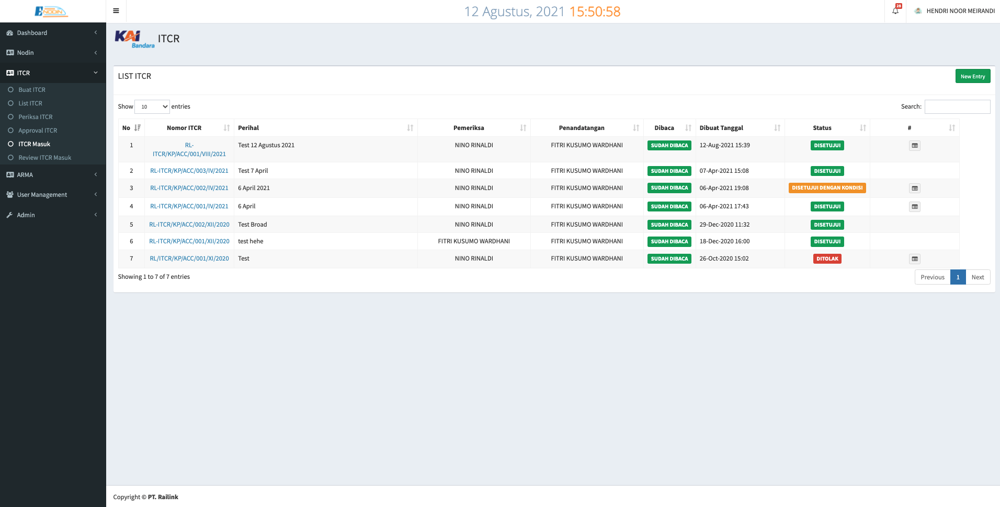 NODIN
12 Agustus, 2021 15:50:58
28
HENDRI NOOR MEIRANDI
Dashboard
Nodin
ITCR
Buat ITCR
List ITCR
Periksa ITCR
Approval ITCR
ITCR Masuk
Review ITCR Masuk
ARMA
User Management
Admin
KAI Bandara ITCR
LIST ITCR
New Entry
Show 10 entries
Search:
No Nomor ITCR Perihal Pemeriksa Penandatangan Dibaca Dibuat Tanggal Status #
1 RL-ITCR/KP/ACC/001/VIII/2021 Test 12 Agustus 2021 NINO RINALDI FITRI KUSUMO WARDHANI SUDAH DIBACA 12-Aug-2021 15:39 DISETUJUI
2 RL-ITCR/KP/ACC/003/IV/2021 Test 7 April NINO RINALDI FITRI KUSUMO WARDHANI SUDAH DIBACA 07-Apr-2021 15:08 DISETUJUI
3 RL-ITCR/KP/ACC/002/IV/2021 6 April 2021 NINO RINALDI FITRI KUSUMO WARDHANI SUDAH DIBACA 06-Apr-2021 19:08 DISETUJUI DENGAN KONDISI
4 RL-ITCR/KP/ACC/001/IV/2021 6 April NINO RINALDI FITRI KUSUMO WARDHANI SUDAH DIBACA 06-Apr-2021 17:43 DISETUJUI
5 RL-ITCR/KP/ACC/002/XII/2020 Test Broad NINO RINALDI FITRI KUSUMO WARDHANI SUDAH DIBACA 29-Dec-2020 11:32 DISETUJUI
6 RL-ITCR/KP/ACC/001/XII/2020 test hehe FITRI KUSUMO WARDHANI FITRI KUSUMO WARDHANI SUDAH DIBACA 18-Dec-2020 16:00 DISETUJUI
7 RL/ITCR/KP/ACC/001/XI/2020 Test NINO RINALDI FITRI KUSUMO WARDHANI SUDAH DIBACA 26-Oct-2020 15:02 DITOLAK
Showing 1 to 7 of 7 entries
Previous 1 Next
Copyright © PT. Railink